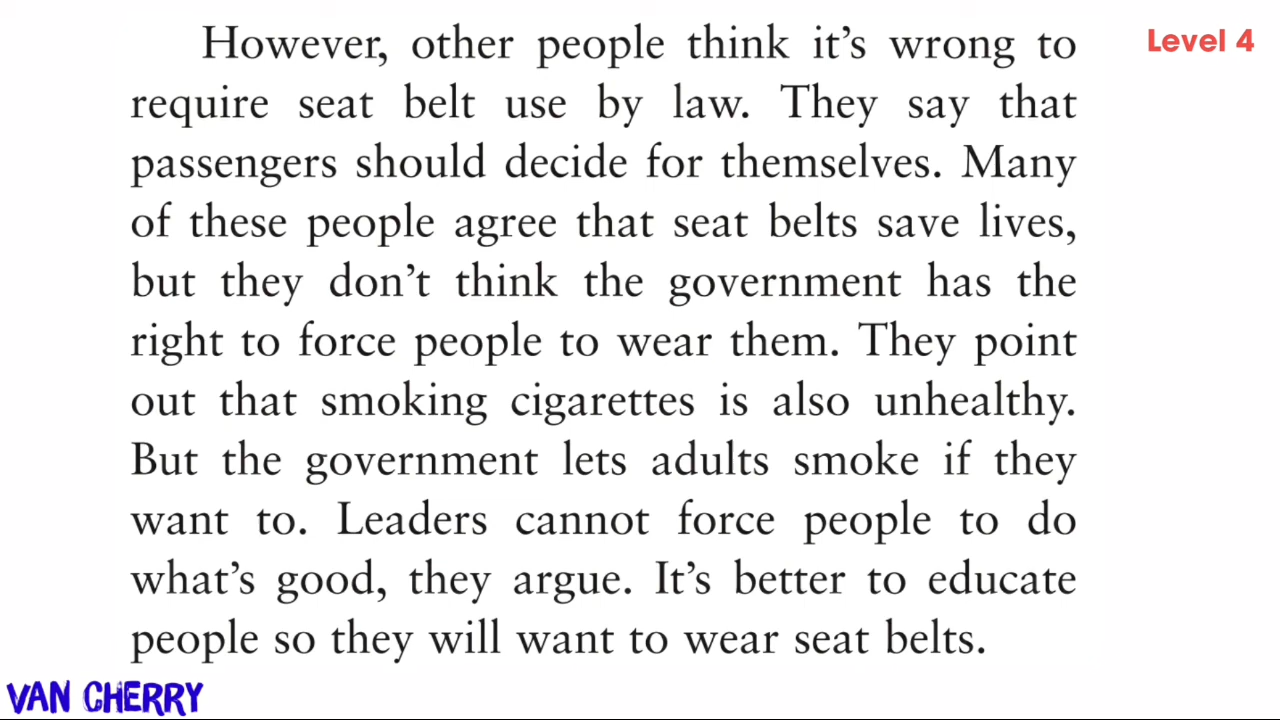 However, other people think it's wrong to
require seat belt use by law. They say that
passengers should decide for themselves. Many
of these people agree that seat belts save lives,
but they don't think the government has the
right to force people to wear them. They point
out that smoking cigarettes is also unhealthy.
But the government lets adults smoke if they
want to. Leaders cannot force people to do
what's good, they argue. It's better to educate
people so they will want to wear seat belts.
Level 4
VAN CHERRY